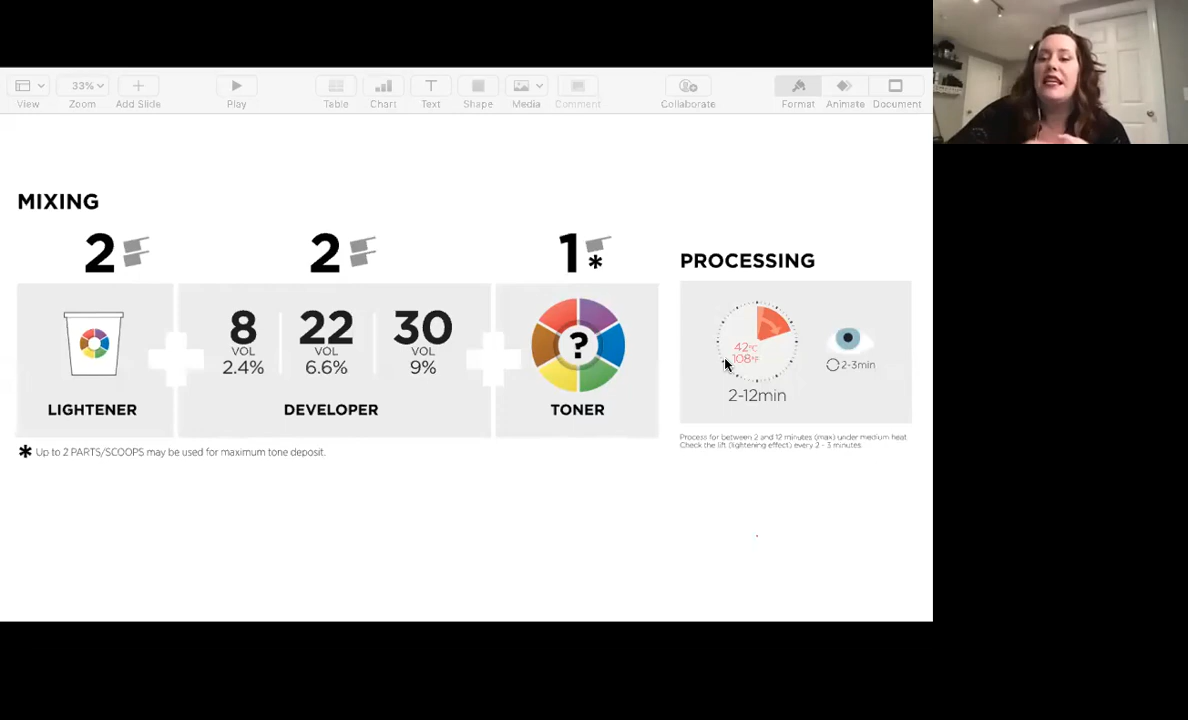 33%
View
Zoom
Add Slide
Play
Table
Chart
Text
Shape
Media
Comment
Collaborate
Format
Animate
Document
MIXING
2
2
1*
PROCESSING
8
VOL
2.4%
22
VOL
6.6%
30
VOL
9%
?
42°C
108°F
2-3min
2-12min
LIGHTENER
DEVELOPER
TONER
Process for between 2 and 12 minutes (max) under medium heat
Check the lift (lightening effect) every 2 - 3 minutes.
* Up to 2 PARTS/SCOOPS may be used for maximum tone deposit.